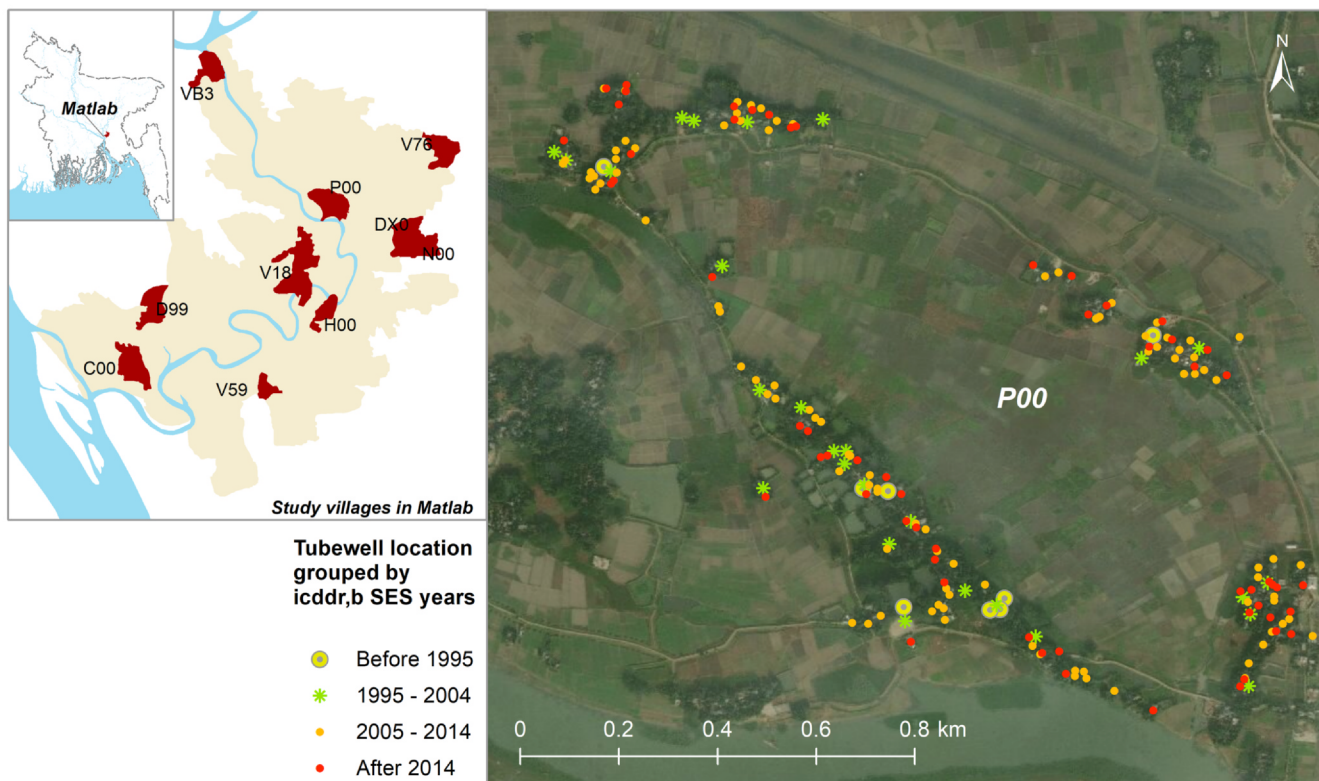 Matlab
VB3
V76
P00
DX0
N00
V18
H00
D99
C00
V59
Study villages in Matlab
N
P00
Tubewell location
grouped by
icddr,b SES years
Before 1995
1995 - 2004
2005 - 2014
After 2014
0 0.2 0.4 0.6 0.8 km